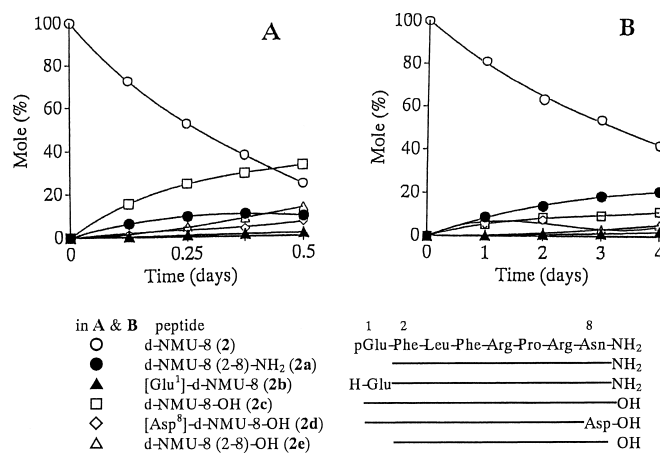 A
B
Mole (%)
100
80
60
40
20
0
0
0.25
0.5
Time (days)
Mole (%)
100
80
60
40
20
0
0
1
2
3
4
Time (days)
in A & B peptide
d-NMU-8 (2)
d-NMU-8 (2-8)-NH2 (2a)
[Glu1]-d-NMU-8 (2b)
d-NMU-8-OH (2c)
[Asp8]-d-NMU-8-OH (2d)
d-NMU-8 (2-8)-OH (2e)
1 2 8
pGlu-Phe-Leu-Phe-Arg-Pro-Arg-Asn-NH2
NH2
H-Glu NH2
OH
Asp-OH
OH